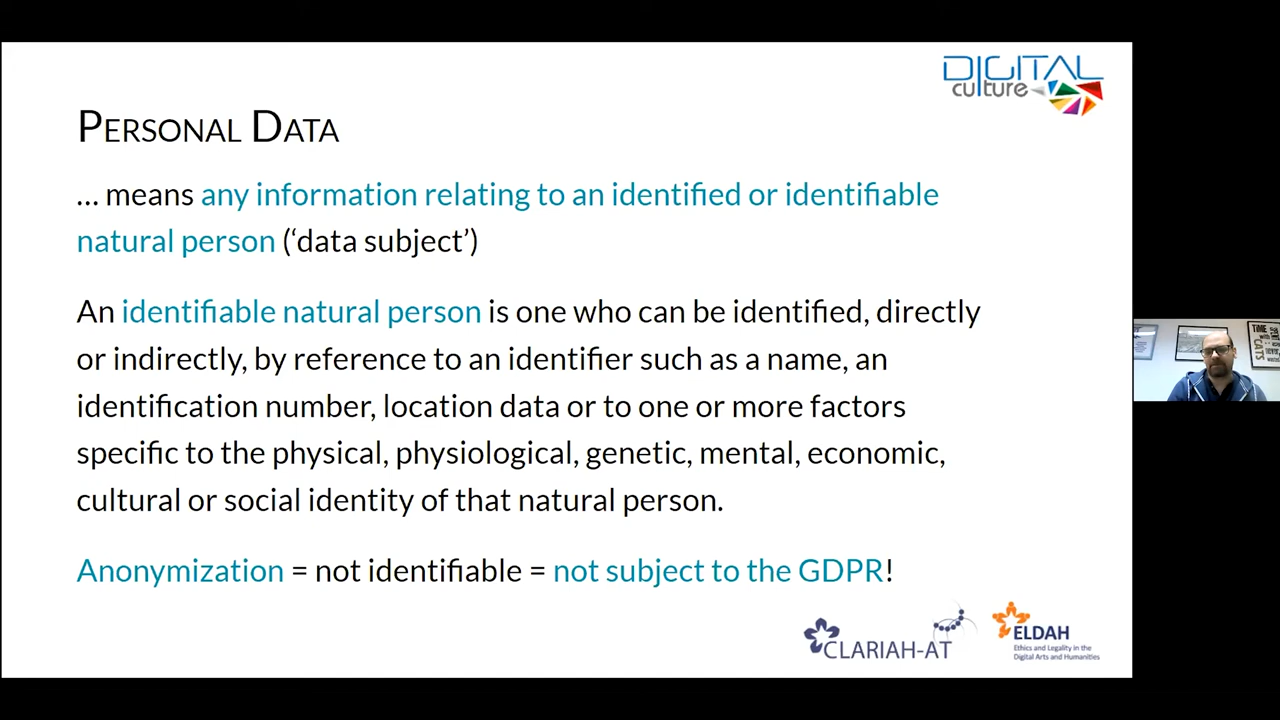 DIGITAL
culture
PERSONAL DATA
... means any information relating to an identified or identifiable
natural person (‘data subject’)
An identifiable natural person is one who can be identified, directly
or indirectly, by reference to an identifier such as a name, an
identification number, location data or to one or more factors
specific to the physical, physiological, genetic, mental, economic,
cultural or social identity of that natural person.
Anonymization = not identifiable = not subject to the GDPR!
CLARIAH-AT
ELDAH
Ethics and Legality in the
Digital Arts and Humanities
TIME
CATS